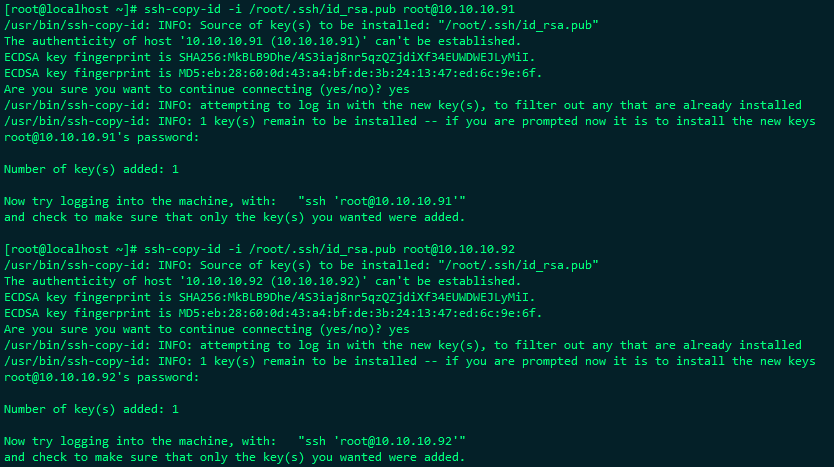 [root@localhost ~]# ssh-copy-id -i /root/.ssh/id_rsa.pub root@10.10.10.91
/usr/bin/ssh-copy-id: INFO: Source of key(s) to be installed: "/root/.ssh/id_rsa.pub"
The authenticity of host '10.10.10.91 (10.10.10.91)' can't be established.
ECDSA key fingerprint is SHA256:MkBLB9Dhe/4S3iaj8nr5qzQZjdiXf34EUWDWEJLyMiI.
ECDSA key fingerprint is MD5:eb:28:60:0d:43:a4:bf:de:3b:24:13:47:ed:6c:9e:6f.
Are you sure you want to continue connecting (yes/no)? yes
/usr/bin/ssh-copy-id: INFO: attempting to log in with the new key(s), to filter out any that are already installed
/usr/bin/ssh-copy-id: INFO: 1 key(s) remain to be installed -- if you are prompted now it is to install the new keys
root@10.10.10.91's password:
Number of key(s) added: 1
Now try logging into the machine, with:   "ssh 'root@10.10.10.91'"
and check to make sure that only the key(s) you wanted were added.
[root@localhost ~]# ssh-copy-id -i /root/.ssh/id_rsa.pub root@10.10.10.92
/usr/bin/ssh-copy-id: INFO: Source of key(s) to be installed: "/root/.ssh/id_rsa.pub"
The authenticity of host '10.10.10.92 (10.10.10.92)' can't be established.
ECDSA key fingerprint is SHA256:MkBLB9Dhe/4S3iaj8nr5qzQZjdiXf34EUWDWEJLyMiI.
ECDSA key fingerprint is MD5:eb:28:60:0d:43:a4:bf:de:3b:24:13:47:ed:6c:9e:6f.
Are you sure you want to continue connecting (yes/no)? yes
/usr/bin/ssh-copy-id: INFO: attempting to log in with the new key(s), to filter out any that are already installed
/usr/bin/ssh-copy-id: INFO: 1 key(s) remain to be installed -- if you are prompted now it is to install the new keys
root@10.10.10.92's password:
Number of key(s) added: 1
Now try logging into the machine, with:   "ssh 'root@10.10.10.92'"
and check to make sure that only the key(s) you wanted were added.